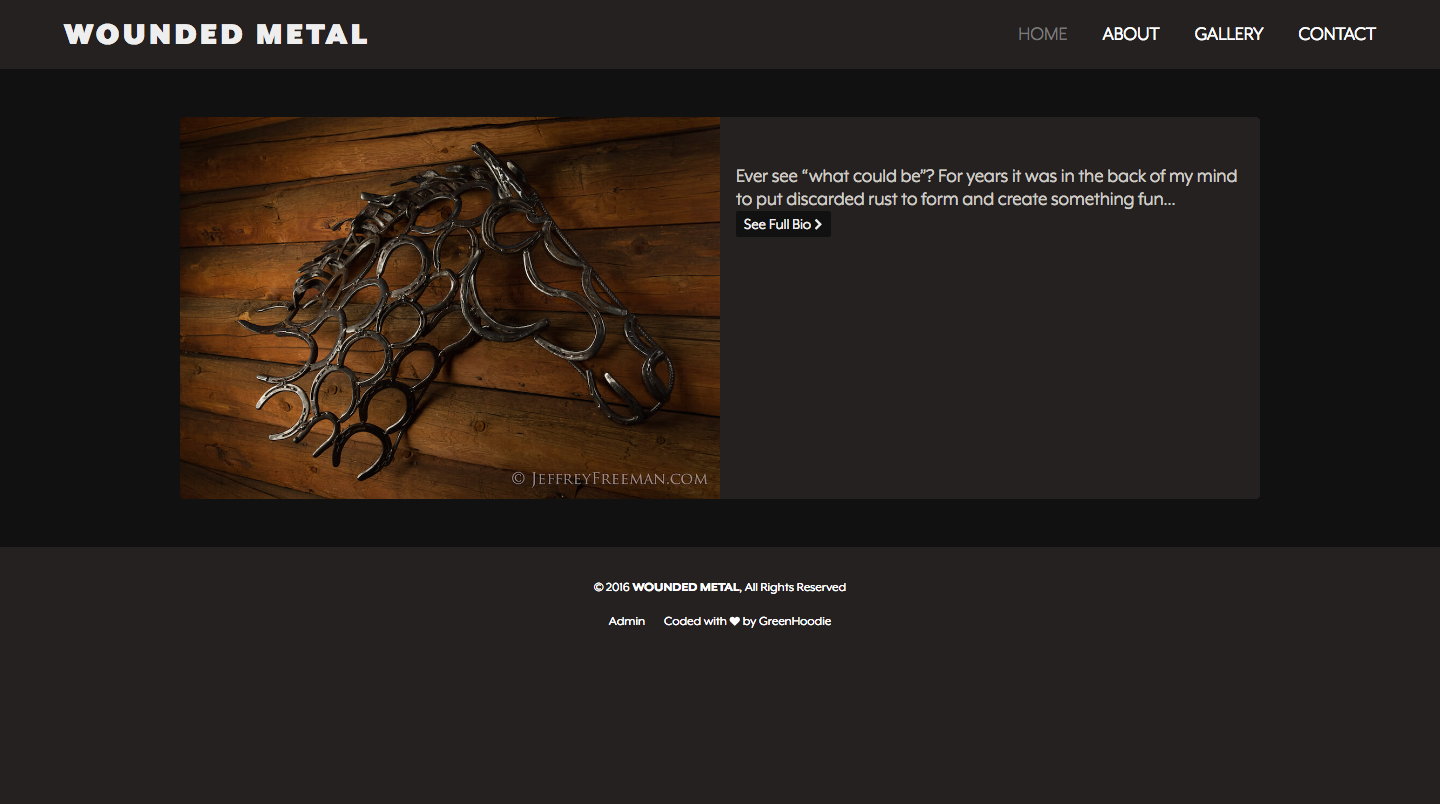 WOUNDED METAL
HOME ABOUT GALLERY CONTACT
Ever see “what could be”? For years it was in the back of my mind
to put discarded rust to form and create something fun...
See Full Bio
© JEFFREYFREEMAN.COM
© 2016 WOUNDED METAL, All Rights Reserved
Admin Coded with ♥ by GreenHoodie